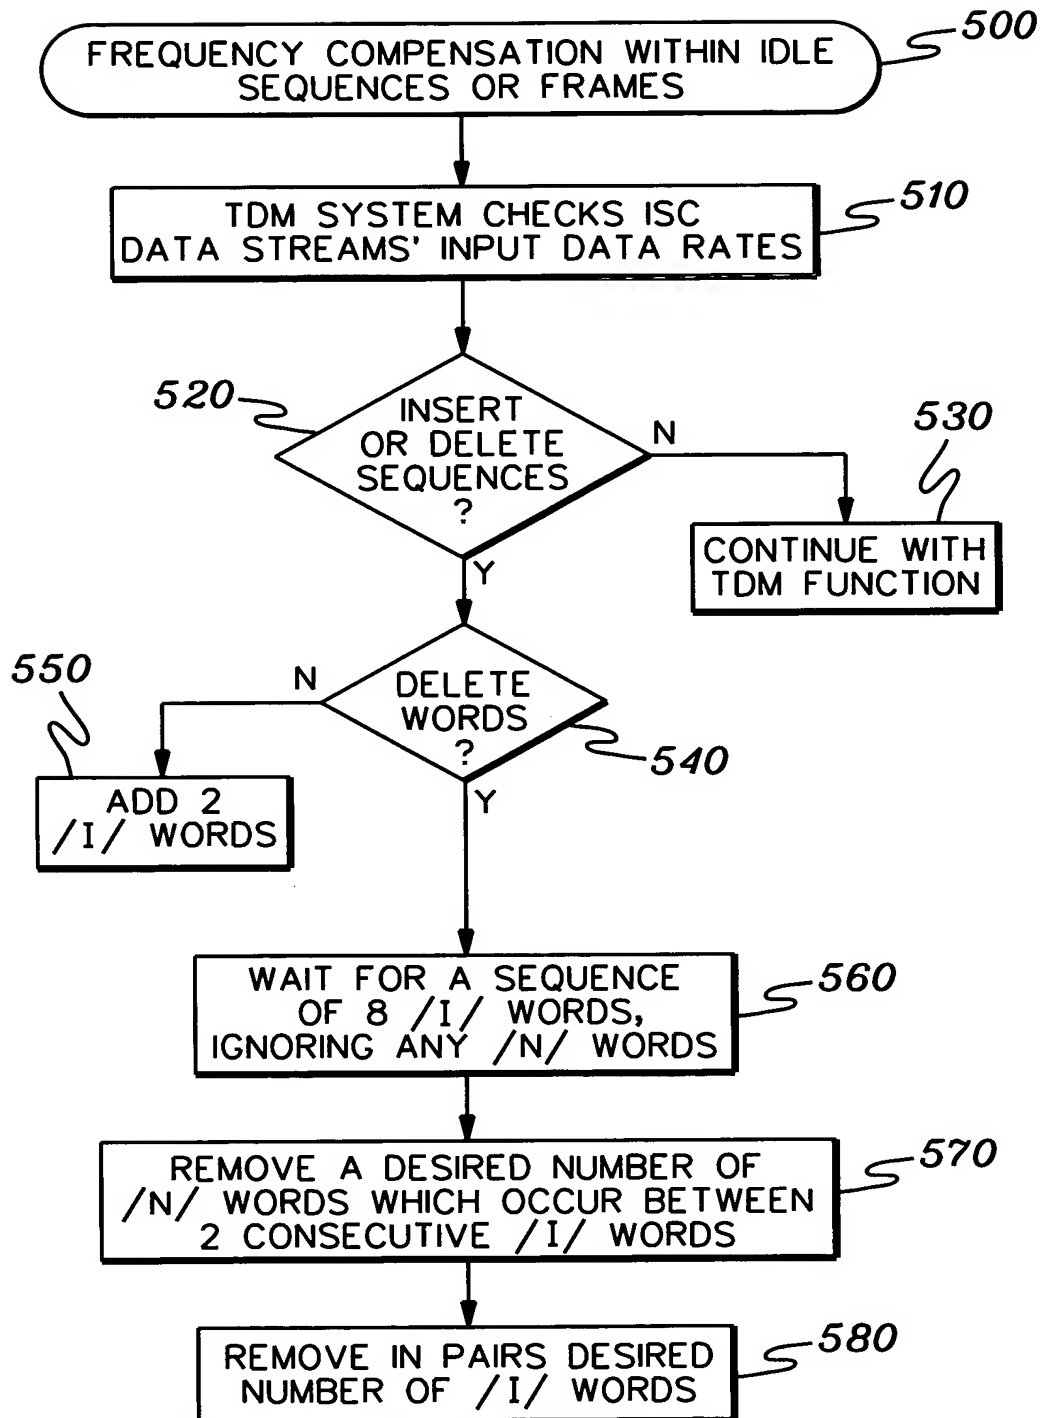 500
FREQUENCY COMPENSATION WITHIN IDLE
SEQUENCES OR FRAMES
510
TDM SYSTEM CHECKS ISC
DATA STREAMS' INPUT DATA RATES
520
INSERT
OR DELETE
SEQUENCES
?
N
530
CONTINUE WITH
TDM FUNCTION
Y
550
N
DELETE
WORDS
?
540
ADD 2
/I/ WORDS
Y
WAIT FOR A SEQUENCE
OF 8 /I/ WORDS,
IGNORING ANY /N/ WORDS
560
REMOVE A DESIRED NUMBER OF
/N/ WORDS WHICH OCCUR BETWEEN
2 CONSECUTIVE /I/ WORDS
570
REMOVE IN PAIRS DESIRED
NUMBER OF /I/ WORDS
580